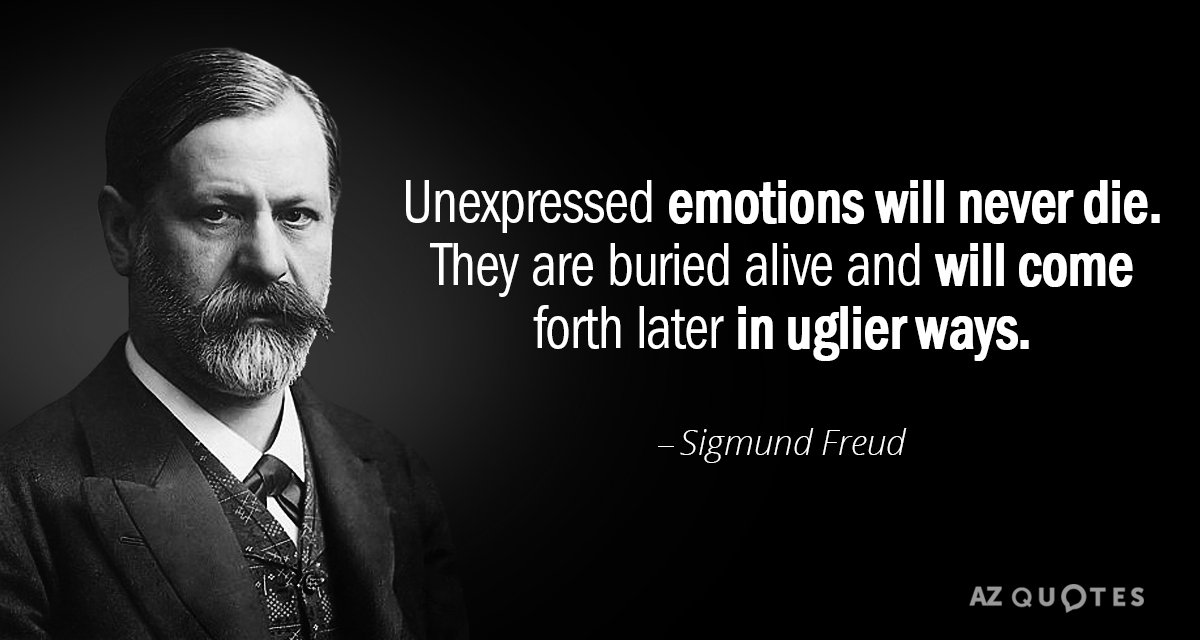 Unexpressed emotions will never die.
They are buried alive and will come
forth later in uglier ways.
– Sigmund Freud
AZ QUOTES